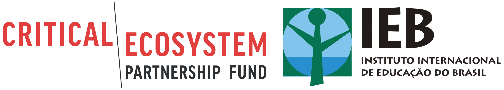 CRITICAL
ECOSYSTEM
PARTNERSHIP FUND
IEB
INSTITUTO INTERNACIONAL
DE EDUCAÇÃO DO BRASIL